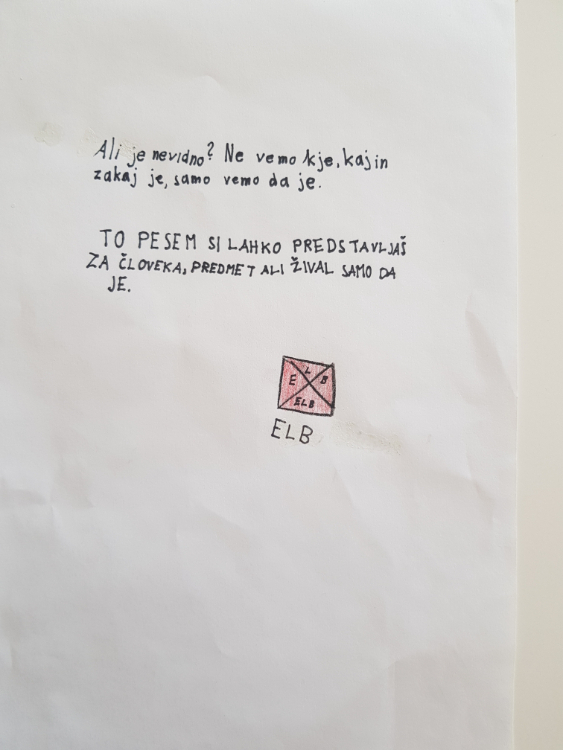 Ali je nevidno? Ne vemo kje, kaj in
zakaj je, samo vemo da je.
TO PESEM SI LAHKO PREDSTAVLJAŠ
ZA ČLOVEKA, PREDMET ALI ŽIVAL SAMO DA
JE.
L
E B
ELB
ELB